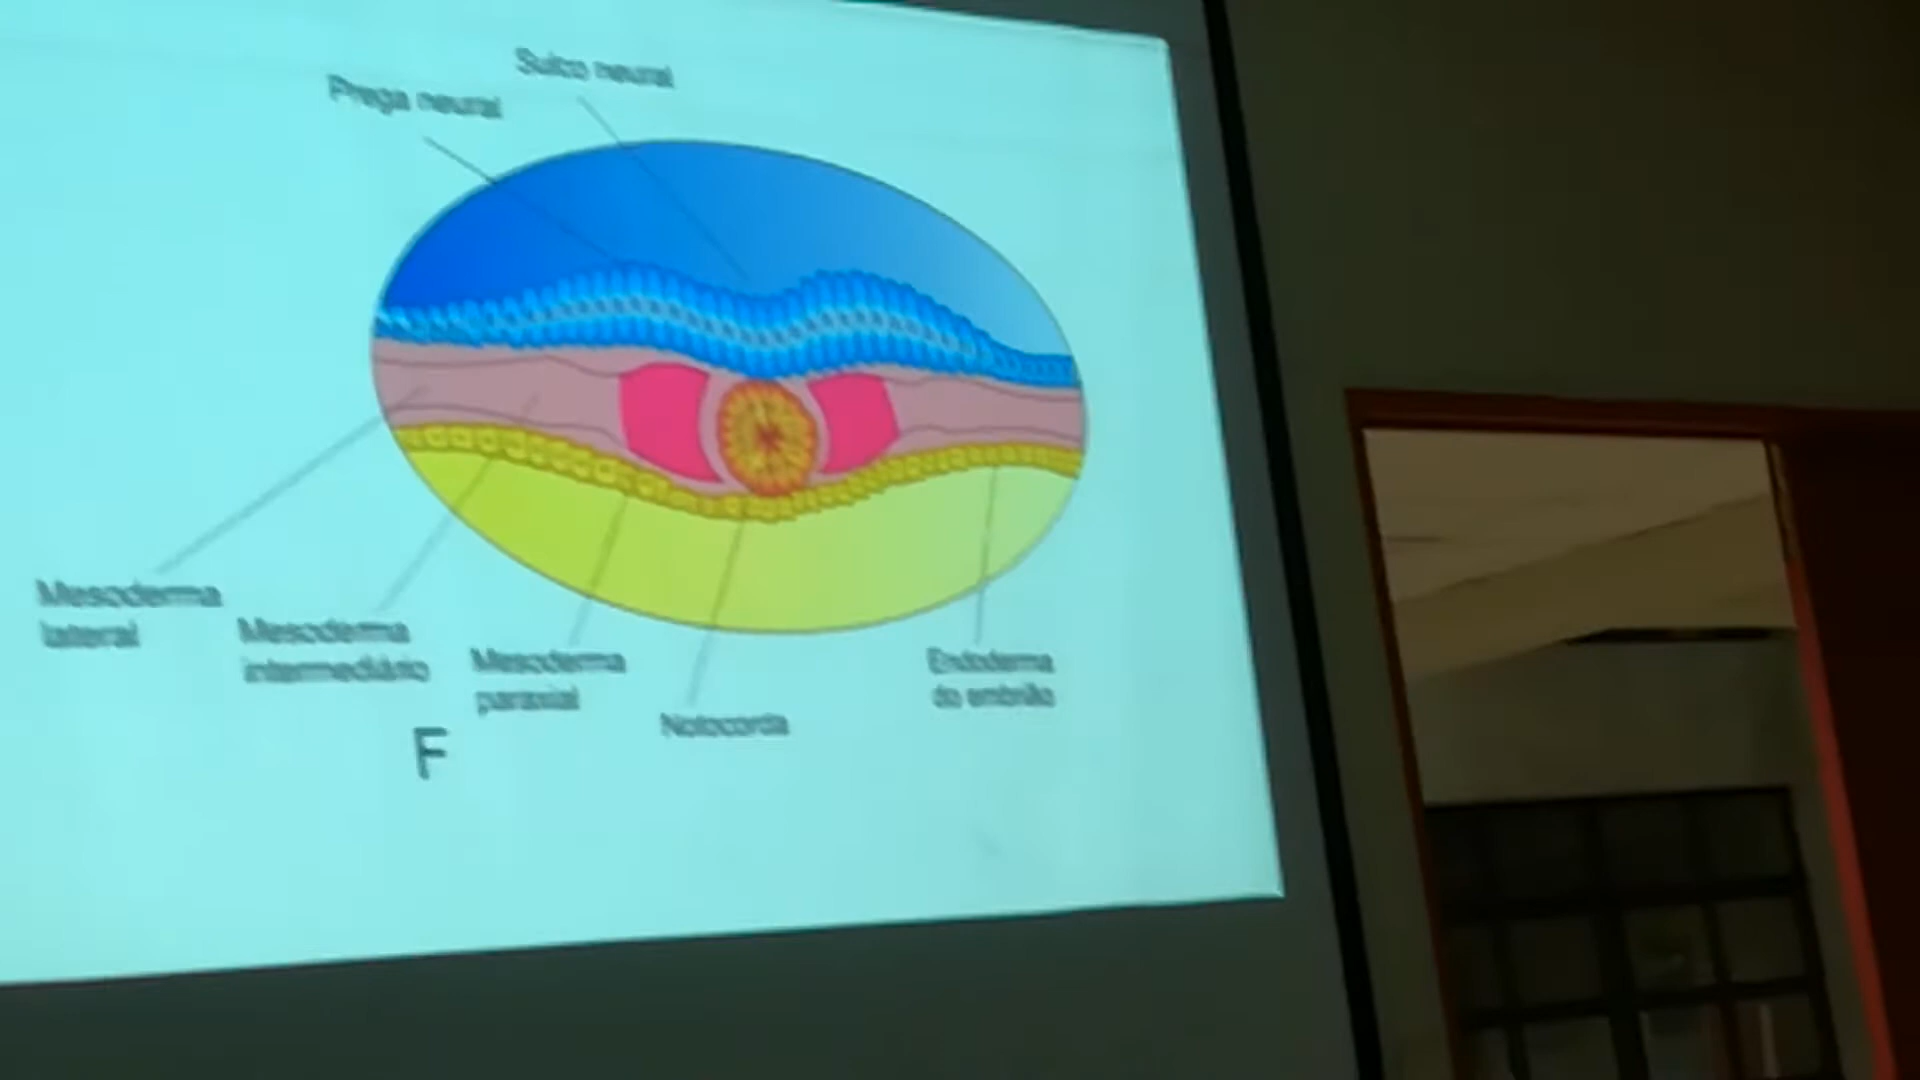 Sulco neural
Prega neural
Mesoderma
lateral
Mesoderma
intermediário
Mesoderma
paraxial
Notocorda
Endoderma
do embrião
F